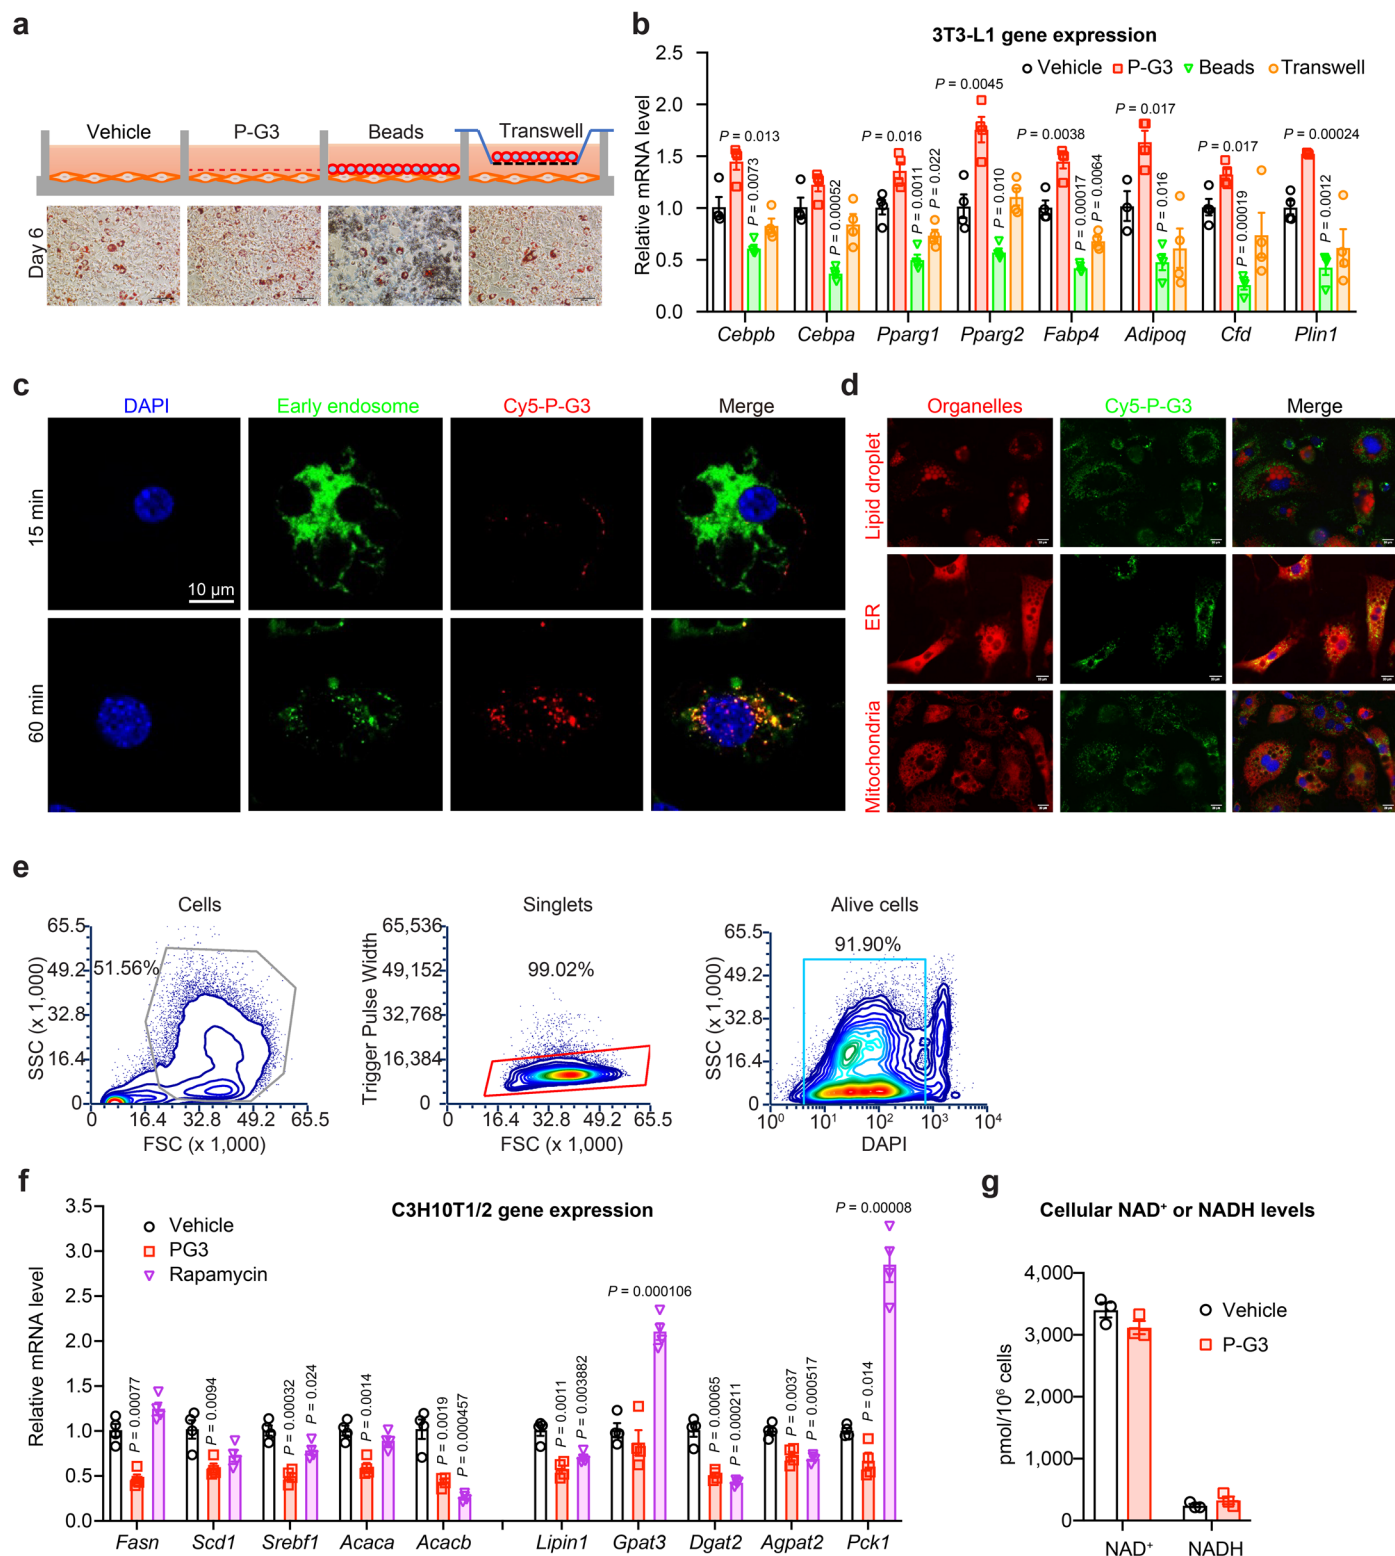 a
Vehicle P-G3 Beads Transwell
Day 6
b
3T3-L1 gene expression
Vehicle P-G3 Beads Transwell
Relative mRNA level
2.5
2.0
1.5
1.0
0.5
0.0
P = 0.013
P = 0.0073
P = 0.00052
P = 0.016
P = 0.0011
P = 0.022
P = 0.0045
P = 0.010
P = 0.0038
P = 0.00017
P = 0.0064
P = 0.017
P = 0.016
P = 0.017
P = 0.00019
P = 0.00024
P = 0.0012
Cebpb Cebpa Pparg1 Pparg2 Fabp4 Adipoq Cfd Plin1
c
DAPI Early endosome Cy5-P-G3 Merge
15 min
10 µm
60 min
d
Organelles Cy5-P-G3 Merge
Lipid droplet
ER
Mitochondria
e
Cells
SSC (x 1,000)
65.5
49.2
32.8
16.4
0
51.56%
0 16.4 32.8 49.2 65.5
FSC (x 1,000)
Singlets
Trigger Pulse Width
65,536
49,152
32,768
16,384
0
99.02%
0 16.4 32.8 49.2 65.5
FSC (x 1,000)
Alive cells
SSC (x 1,000)
65.5
49.2
32.8
16.4
0
91.90%
10⁰ 10¹ 10² 10³ 10⁴
DAPI
f
C3H10T1/2 gene expression
Vehicle
PG3
Rapamycin
Relative mRNA level
3.5
3.0
2.5
2.0
1.5
1.0
0.5
0.0
P = 0.00077
P = 0.0094
P = 0.00032
P = 0.024
P = 0.0014
P = 0.0019
P = 0.000457
P = 0.0011
P = 0.003882
P = 0.000106
P = 0.00065
P = 0.000211
P = 0.0037
P = 0.000517
P = 0.014
P = 0.00008
Fasn Scd1 Srebf1 Acaca Acacb Lipin1 Gpat3 Dgat2 Agpat2 Pck1
g
Cellular NAD⁺ or NADH levels
Vehicle
P-G3
pmol/10⁶ cells
4,000
3,000
2,000
1,000
0
NAD⁺ NADH